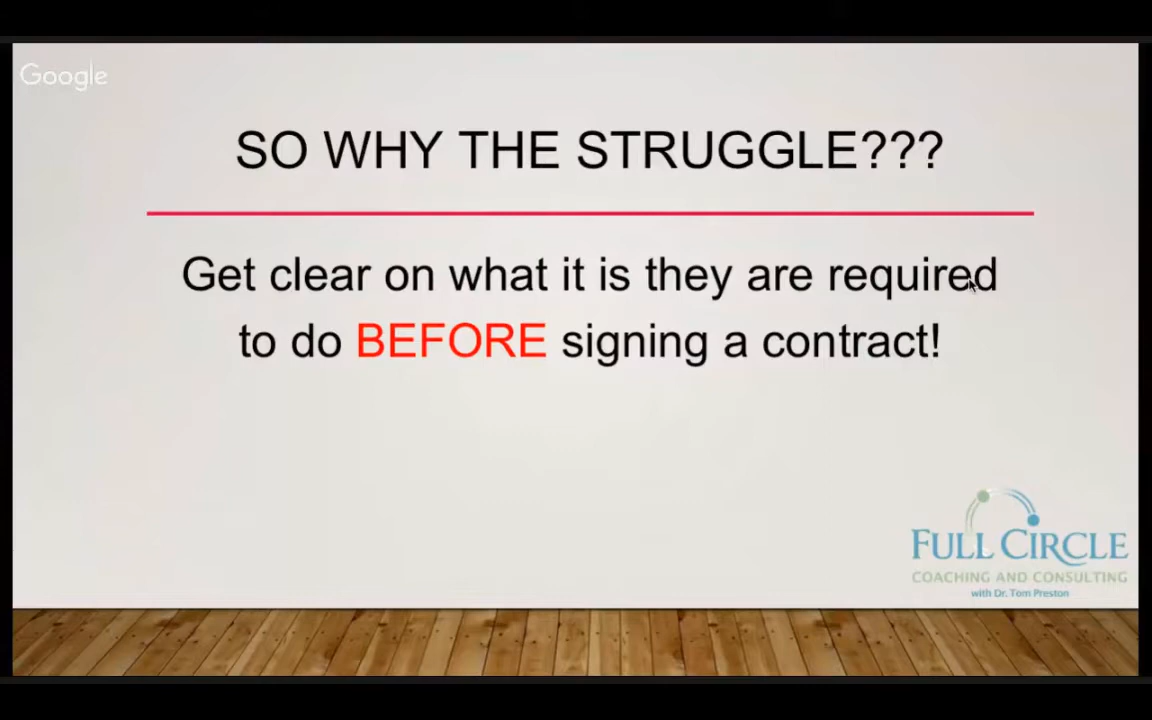 Google
SO WHY THE STRUGGLE???
Get clear on what it is they are required
to do BEFORE signing a contract!
FULL CIRCLE
COACHING AND CONSULTING
with Dr. Tom Preston